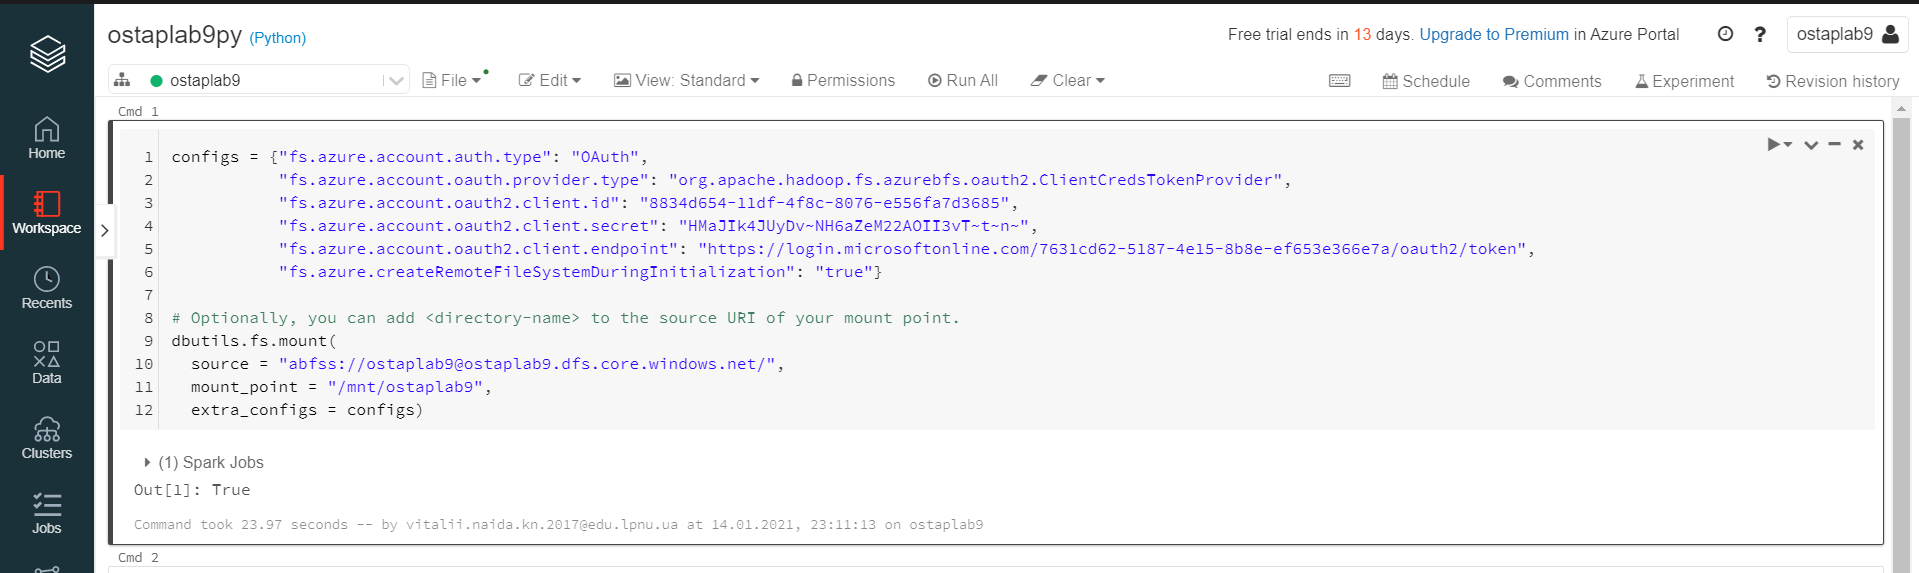 ostaplab9py (Python)
Free trial ends in 13 days. Upgrade to Premium in Azure Portal
? ostaplab9
ostaplab9 File Edit View: Standard Permissions Run All Clear Schedule Comments Experiment Revision history
Home
Workspace
Recents
Data
Clusters
Jobs
Cmd 1
1 configs = {"fs.azure.account.auth.type": "OAuth",
2 "fs.azure.account.oauth.provider.type": "org.apache.hadoop.fs.azurebfs.oauth2.ClientCredsTokenProvider",
3 "fs.azure.account.oauth2.client.id": "8834d654-11df-4f8c-8076-e556fa7d3685",
4 "fs.azure.account.oauth2.client.secret": "HMaJIk4JUyDv~NH6aZeM22AOII3vT~t~n~",
5 "fs.azure.account.oauth2.client.endpoint": "https://login.microsoftonline.com/7631cd62-5187-4e15-8b8e-ef653e366e7a/oauth2/token",
6 "fs.azure.createRemoteFileSystemDuringInitialization": "true"}
7
8 # Optionally, you can add <directory-name> to the source URI of your mount point.
9 dbutils.fs.mount(
10 source = "abfss://ostaplab9@ostaplab9.dfs.core.windows.net/",
11 mount_point = "/mnt/ostaplab9",
12 extra_configs = configs)
(1) Spark Jobs
Out[1]: True
Command took 23.97 seconds -- by vitalii.naida.kn.2017@edu.lpnu.ua at 14.01.2021, 23:11:13 on ostaplab9
Cmd 2